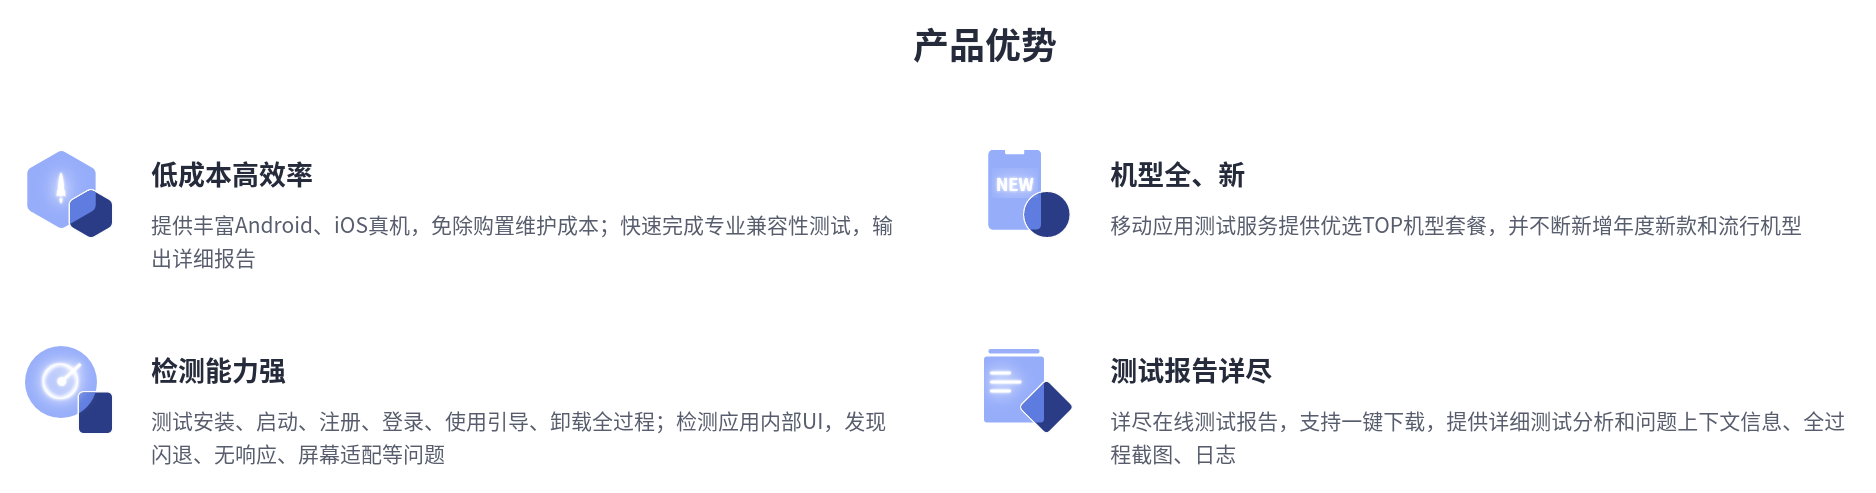 产品优势
低成本高效率
提供丰富Android、iOS真机，免除购置维护成本；快速完成专业兼容性测试，输
出详细报告
NEW
机型全、新
移动应用测试服务提供优选TOP机型套餐，并不断新增年度新款和流行机型
检测能力强
测试安装、启动、注册、登录、使用引导、卸载全过程；检测应用内部UI，发现
闪退、无响应、屏幕适配等问题
测试报告详尽
详尽在线测试报告，支持一键下载，提供详细测试分析和问题上下文信息、全过
程截图、日志